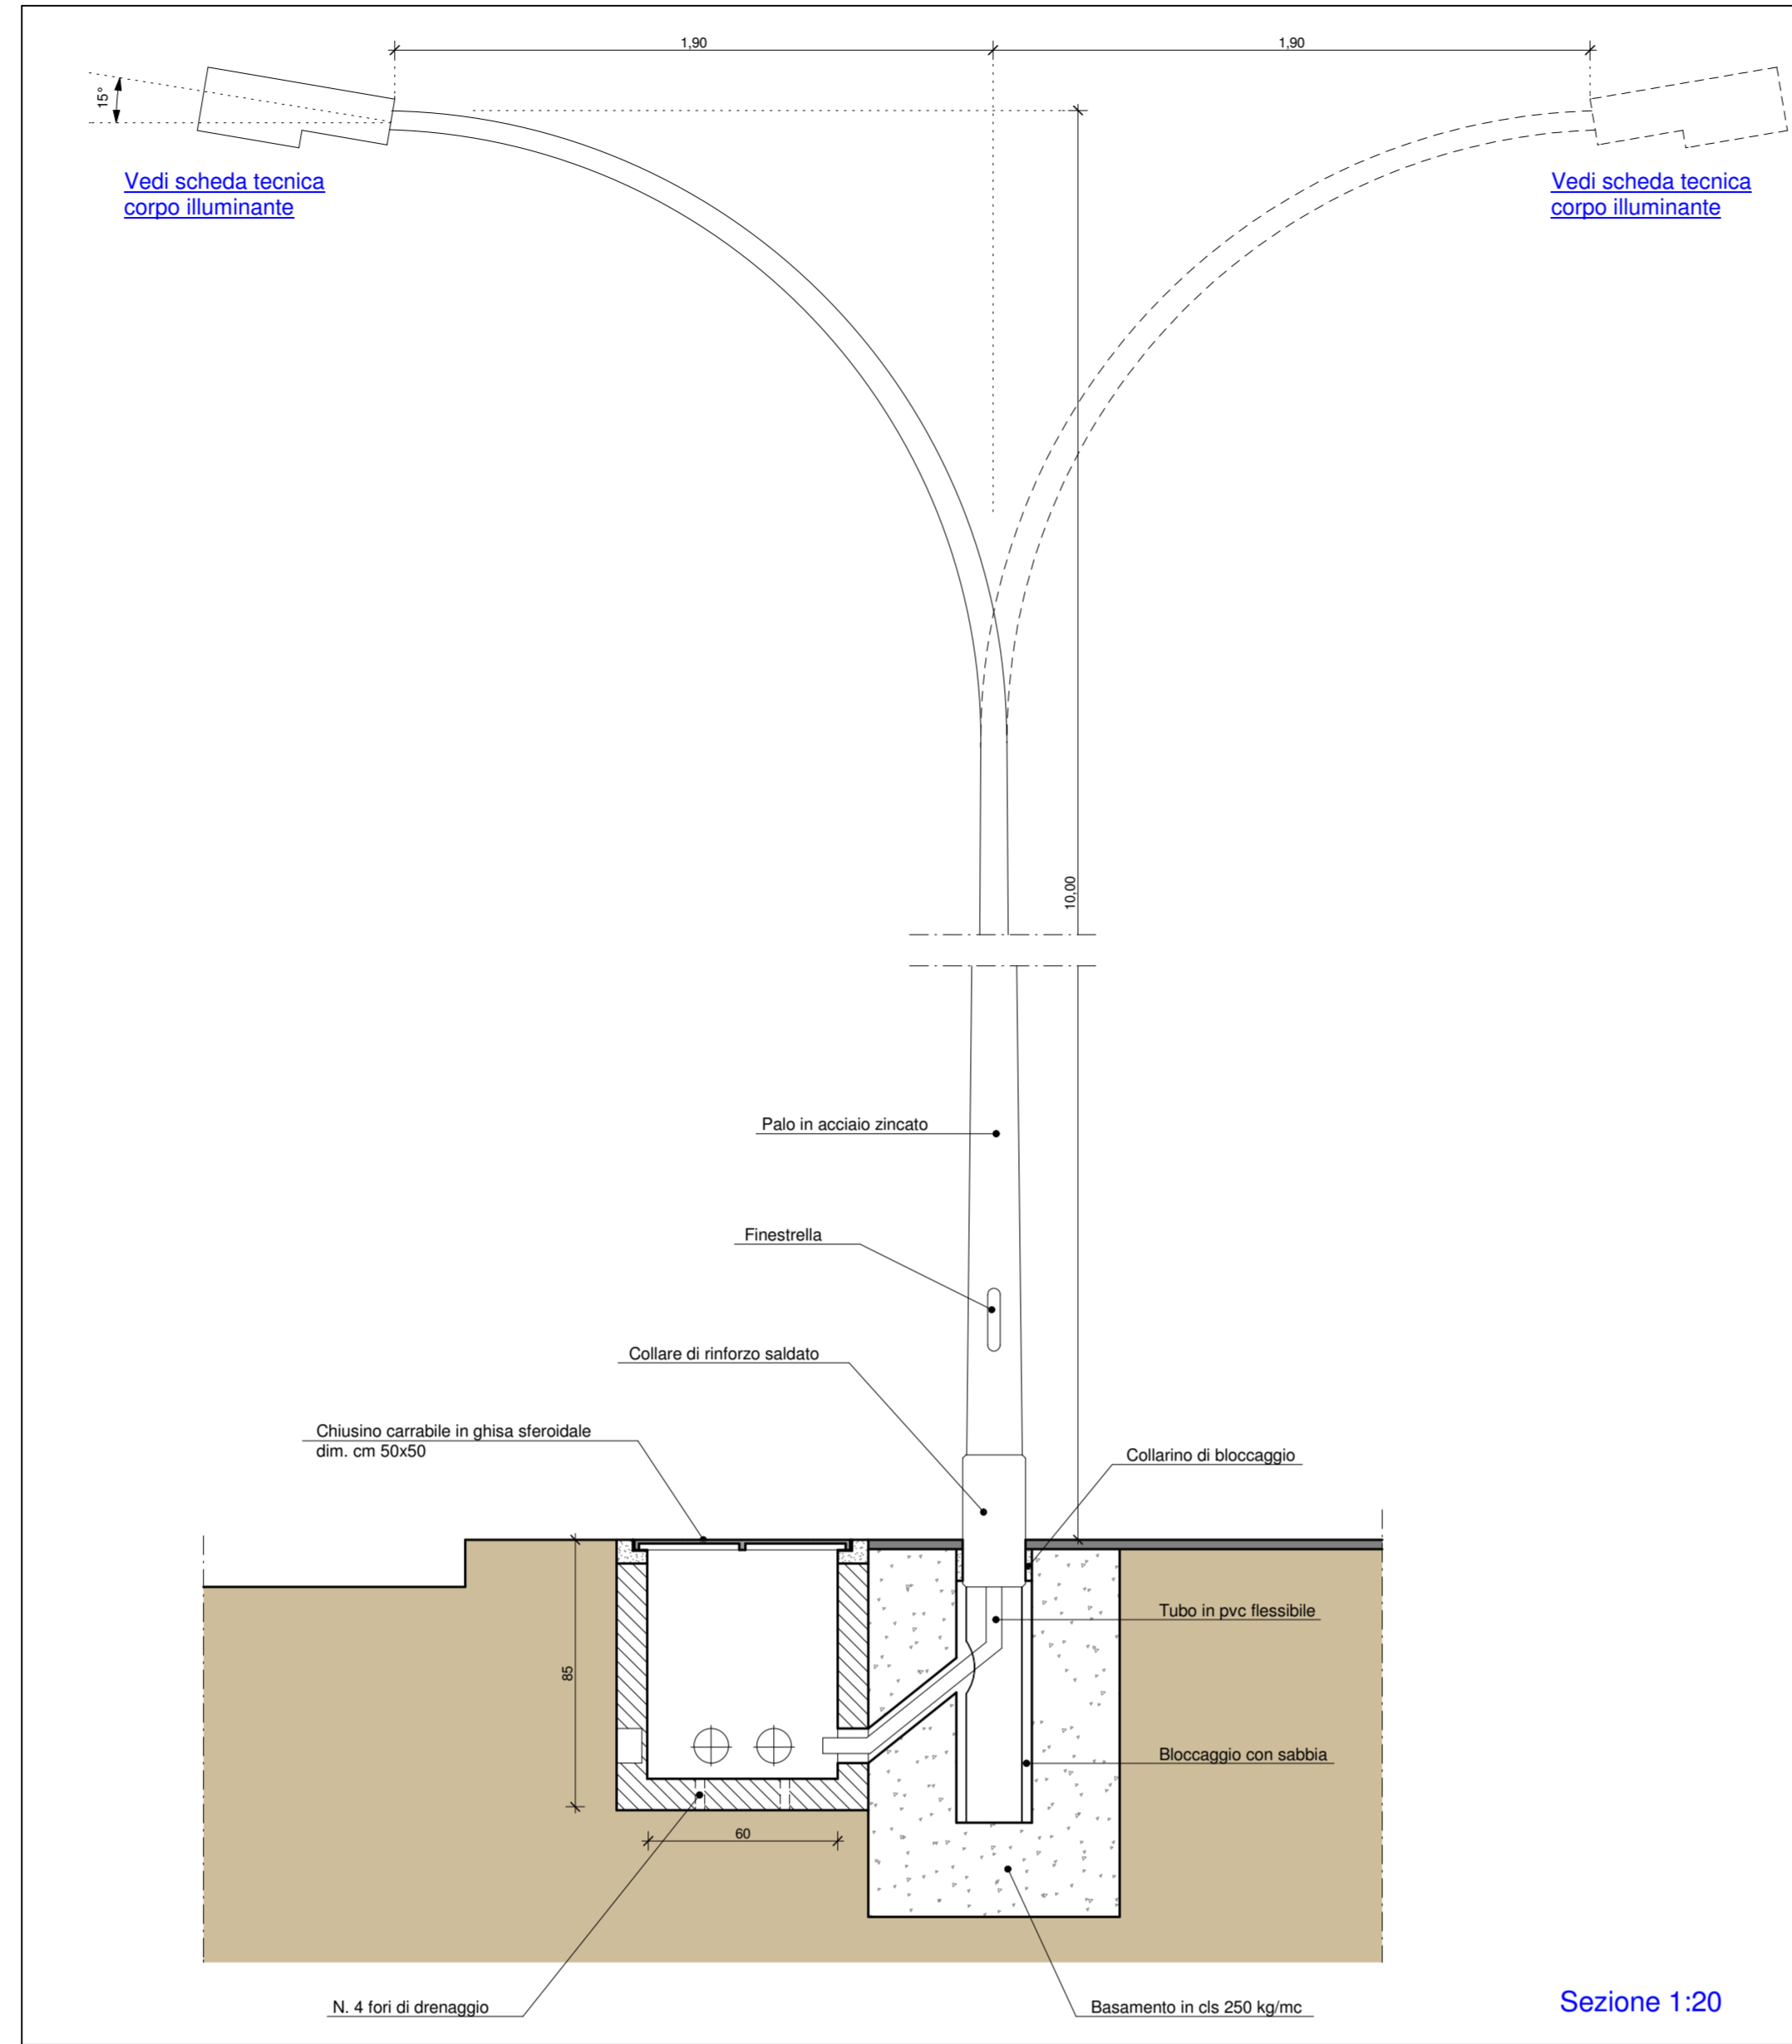 1,90
1,90
15°
Vedi scheda tecnica
corpo illuminante
Vedi scheda tecnica
corpo illuminante
10,00
Palo in acciaio zincato
Finestrella
Collare di rinforzo saldato
Chiusino carrabile in ghisa sferoidale
dim. cm 50x50
Collarino di bloccaggio
Tubo in pvc flessibile
85
Bloccaggio con sabbia
60
N. 4 fori di drenaggio
Basamento in cls 250 kg/mc
Sezione 1:20